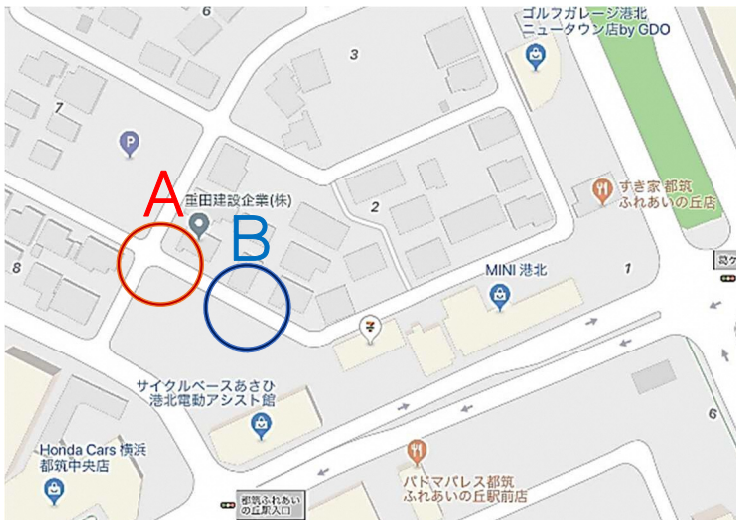 6
ゴルフガレージ港北
ニュータウン店by GDO
3
7
P
A
重田建設企業(株)
B
2
すき家 都筑
ふれあいの丘店
8
1
葛ケ
MINI 港北
7
サイクルベースあさひ
港北電動アシスト館
6
Honda Cars 横浜
都筑中央店
パドマパレス都筑
ふれあいの丘駅前店
都筑ふれあい
の丘駅入口